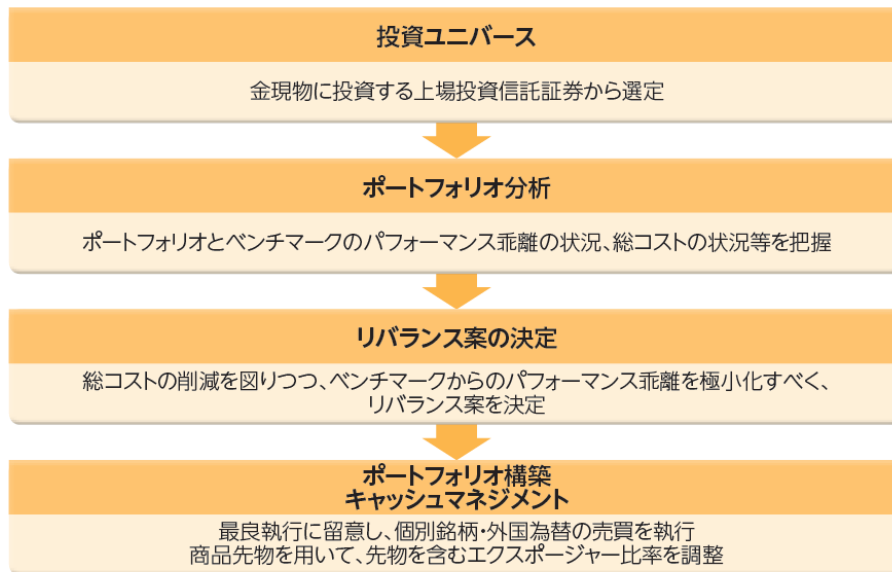 投資ユニバース
金現物に投資する上場投資信託証券から選定
ポートフォリオ分析
ポートフォリオとベンチマークのパフォーマンス乖離の状況、総コストの状況等を把握
リバランス案の決定
総コストの削減を図りつつ、ベンチマークからのパフォーマンス乖離を極小化すべく、
リバランス案を決定
ポートフォリオ構築
キャッシュマネジメント
最良執行に留意し、個別銘柄・外国為替の売買を執行
商品先物を用いて、先物を含むエクスポージャー比率を調整